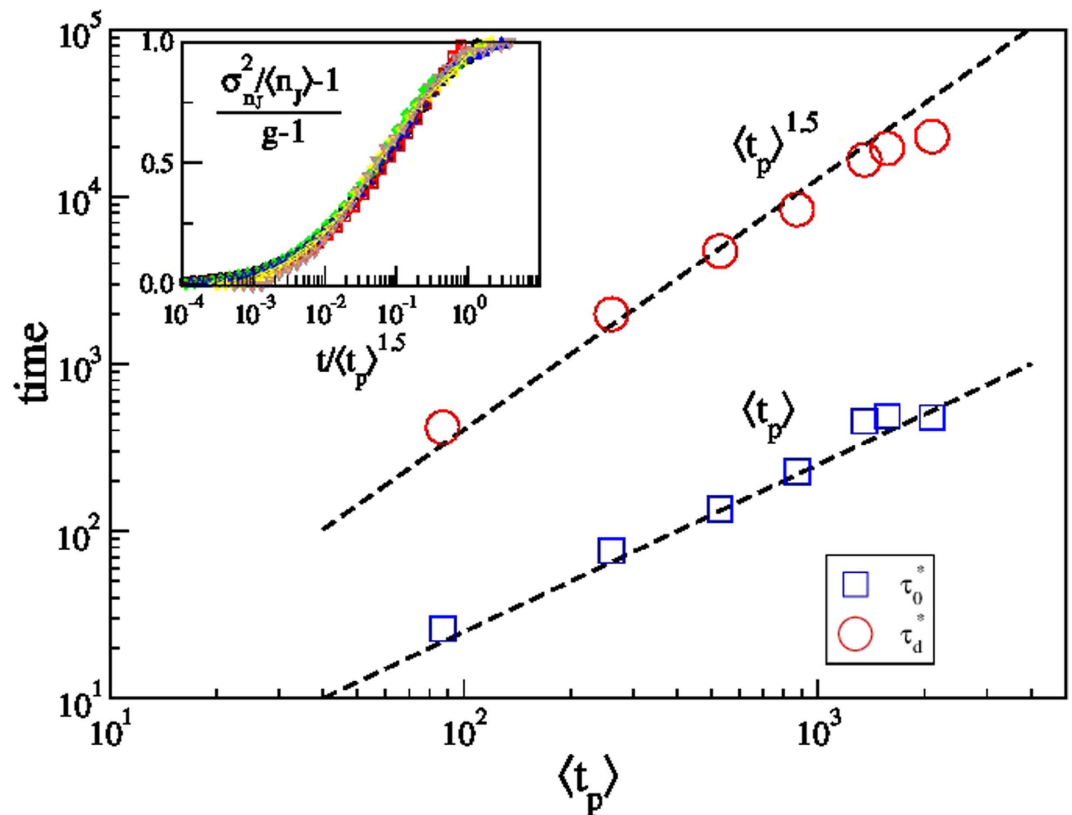 10^5
10^4
10^3
10^2
10^1
time
1.0
0.5
0.0
σ_{n_J}^2/⟨n_J⟩-1
g-1
10^-4 10^-3 10^-2 10^-1 10^0
t/⟨t_p⟩^1.5
⟨t_p⟩^1.5
⟨t_p⟩
τ_0^*
τ_d^*
10^1 10^2 10^3
⟨t_p⟩